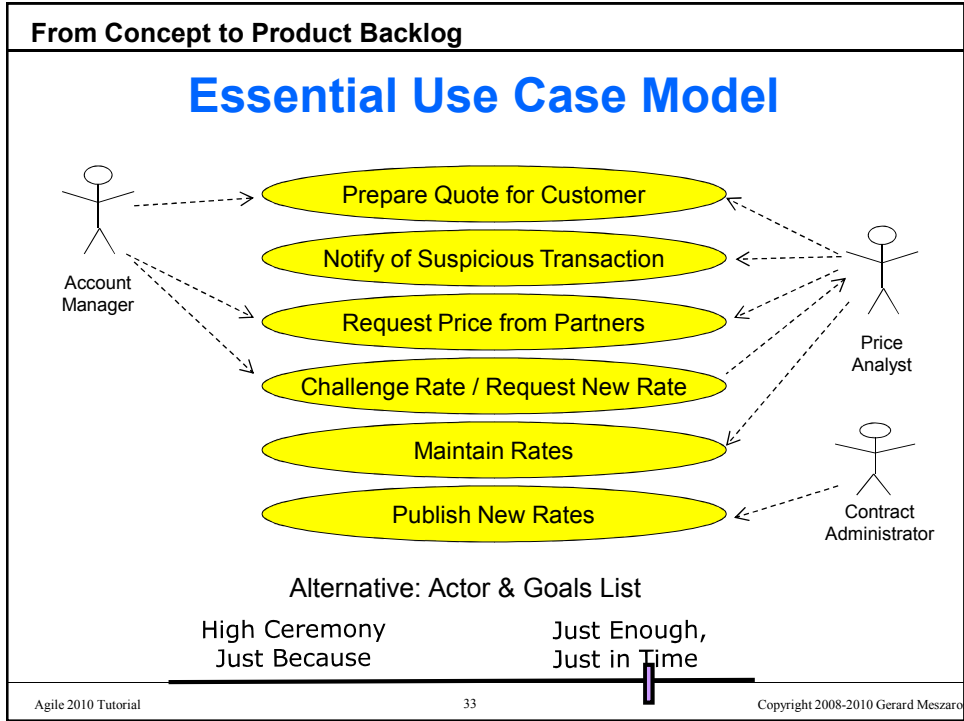 From Concept to Product Backlog
Essential Use Case Model
Prepare Quote for Customer
Notify of Suspicious Transaction
Account
Manager
Request Price from Partners
Price
Analyst
Challenge Rate / Request New Rate
Maintain Rates
Publish New Rates
Contract
Administrator
Alternative: Actor & Goals List
High Ceremony
Just Because
Just Enough,
Just in Time
Agile 2010 Tutorial
33
Copyright 2008-2010 Gerard Meszaro